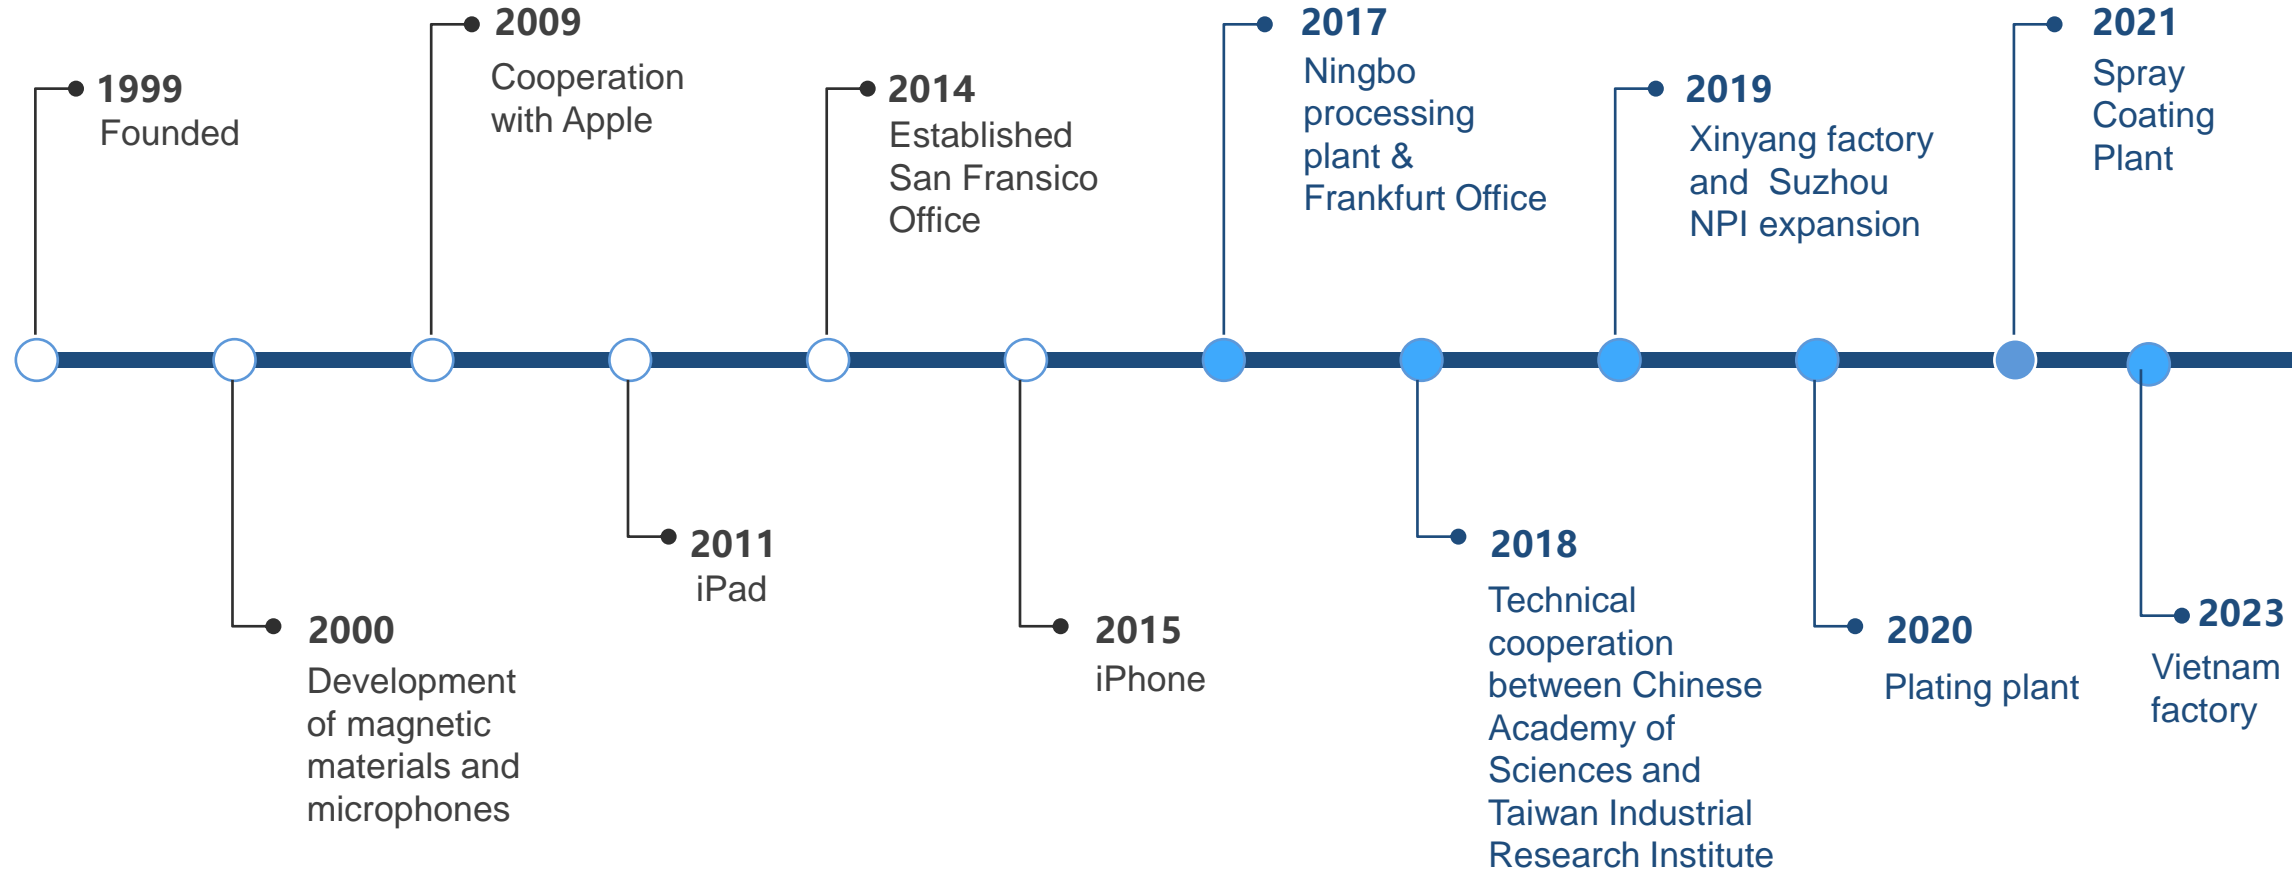 1999
Founded
2000
Development
of magnetic
materials and
microphones
2009
Cooperation
with Apple
2011
iPad
2014
Established
San Fransico
Office
2015
iPhone
2017
Ningbo
processing
plant &
Frankfurt Office
2018
Technical
cooperation
between Chinese
Academy of
Sciences and
Taiwan Industrial
Research Institute
2019
Xinyang factory
and  Suzhou
NPI expansion
2020
Plating plant
2021
Spray
Coating
Plant
2023
Vietnam
factory